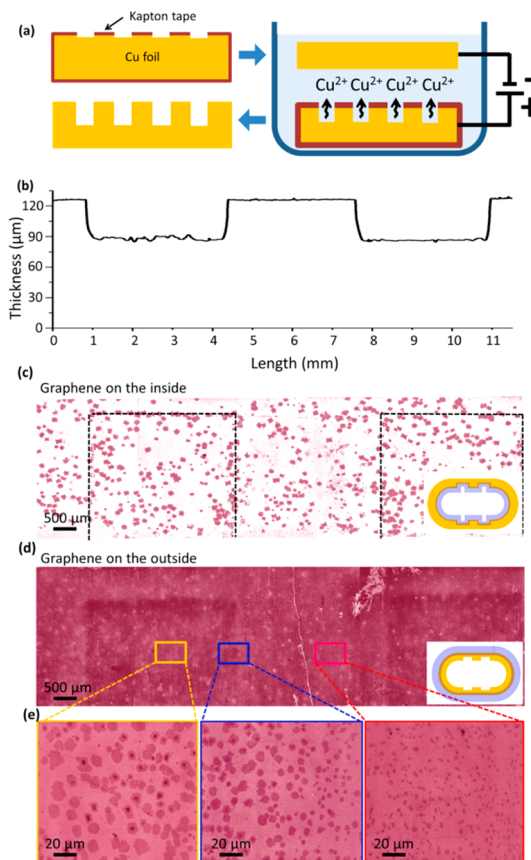 Kapton tape
(a)
Cu foil
Cu2+ Cu2+ Cu2+ Cu2+
-
+
(b)
120
90
60
30
0
Thickness (µm)
0 1 2 3 4 5 6 7 8 9 10 11
Length (mm)
(c)
Graphene on the inside
500 µm
(d)
Graphene on the outside
500 µm
(e)
20 µm
20 µm
20 µm